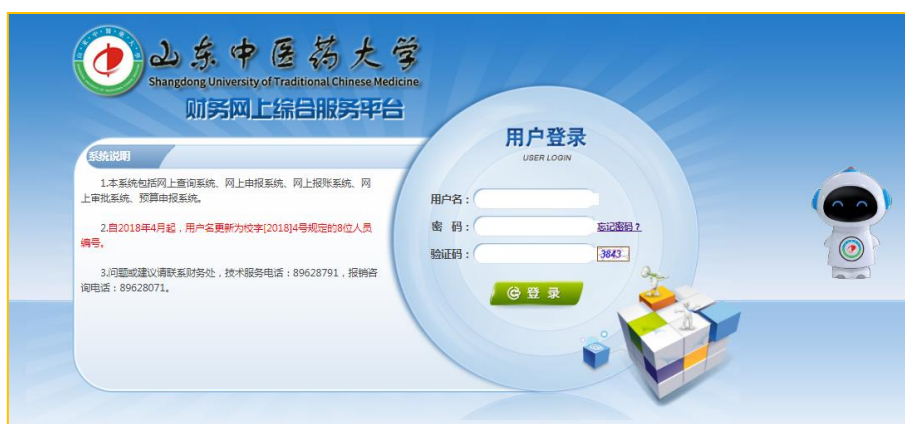 山东中医药大学
Shangdong University of Traditional Chinese Medicine
财务网上综合服务平台
系统说明
1.本系统包括网上查询系统、网上申报系统、网上报账系统、网
上审批系统、预算申报系统。
2.自2018年4月起，用户名更新为校字[2018]4号规定的8位人员
编号。
3.问题或建议请联系财务处，技术服务电话：89628791，报销咨
询电话：89628071。
用户登录
USER LOGIN
用户名：
密 码：
忘记密码？
验证码：
3843
登 录